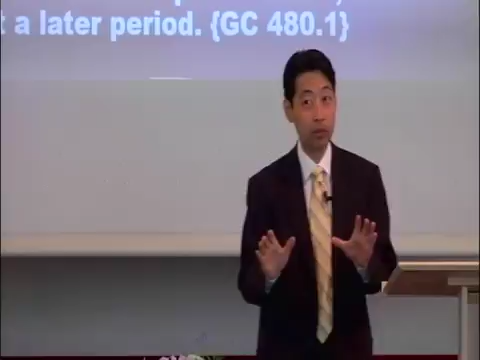 t a later period. {GC 480.1}